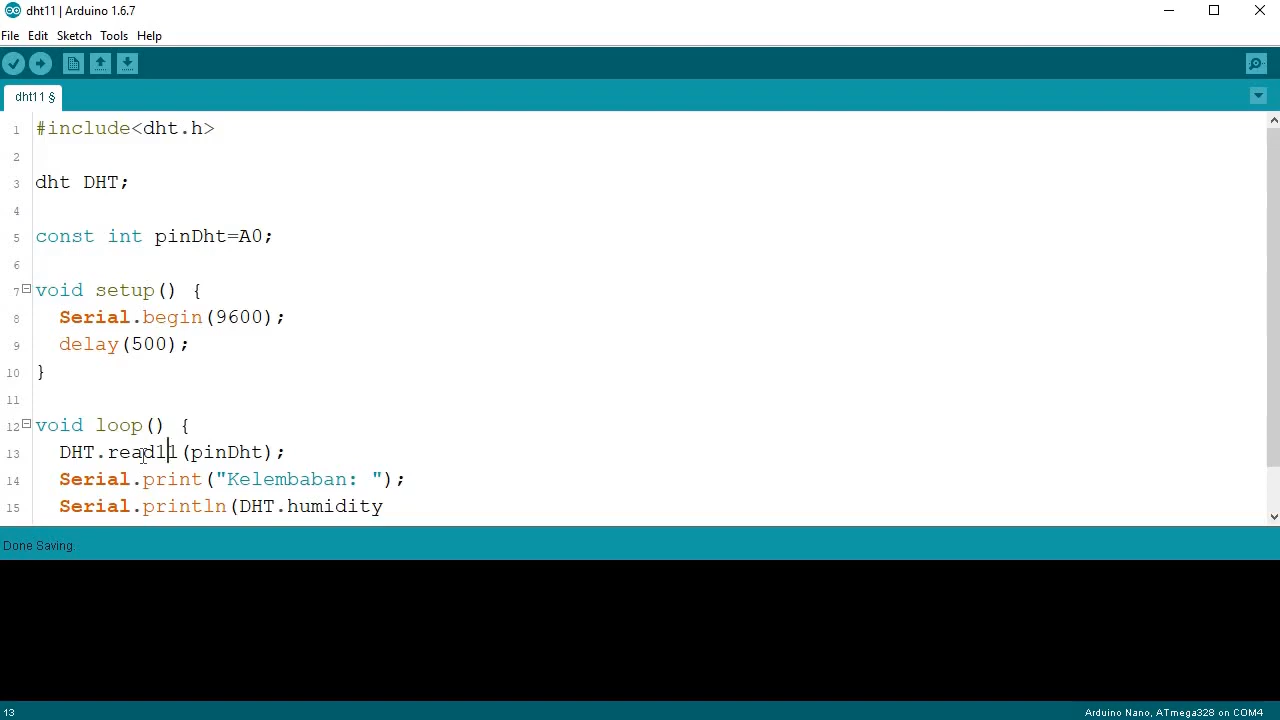 dht11 | Arduino 1.6.7
File Edit Sketch Tools Help
dht11 §
1 #include<dht.h>
2
3 dht DHT;
4
5 const int pinDht=A0;
6
7 void setup() {
8 Serial.begin(9600);
9 delay(500);
10 }
11
12 void loop() {
13 DHT.read11(pinDht);
14 Serial.print("Kelembaban: ");
15 Serial.println(DHT.humidity
Done Saving.
13 Arduino Nano, ATmega328 on COM4